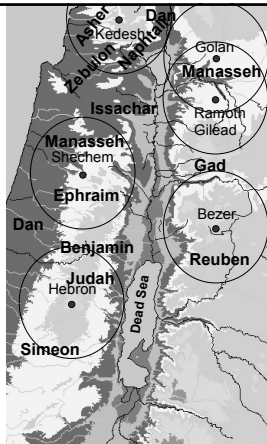 Asher
Dan
Kedesh
Naphtali
Zebulon
Golan
Manasseh
Issachar
Ramoth
Gilead
Manasseh
Shechem
Gad
Ephraim
Bezer
Dan
Benjamin
Reuben
Judah
Hebron
Dead Sea
Simeon